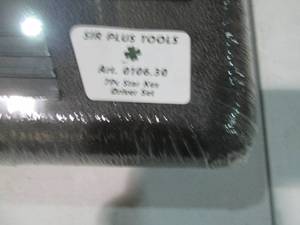 SIR PLUS TOOLS
Art. 0106.30
7Pc Star Key
Driver Set